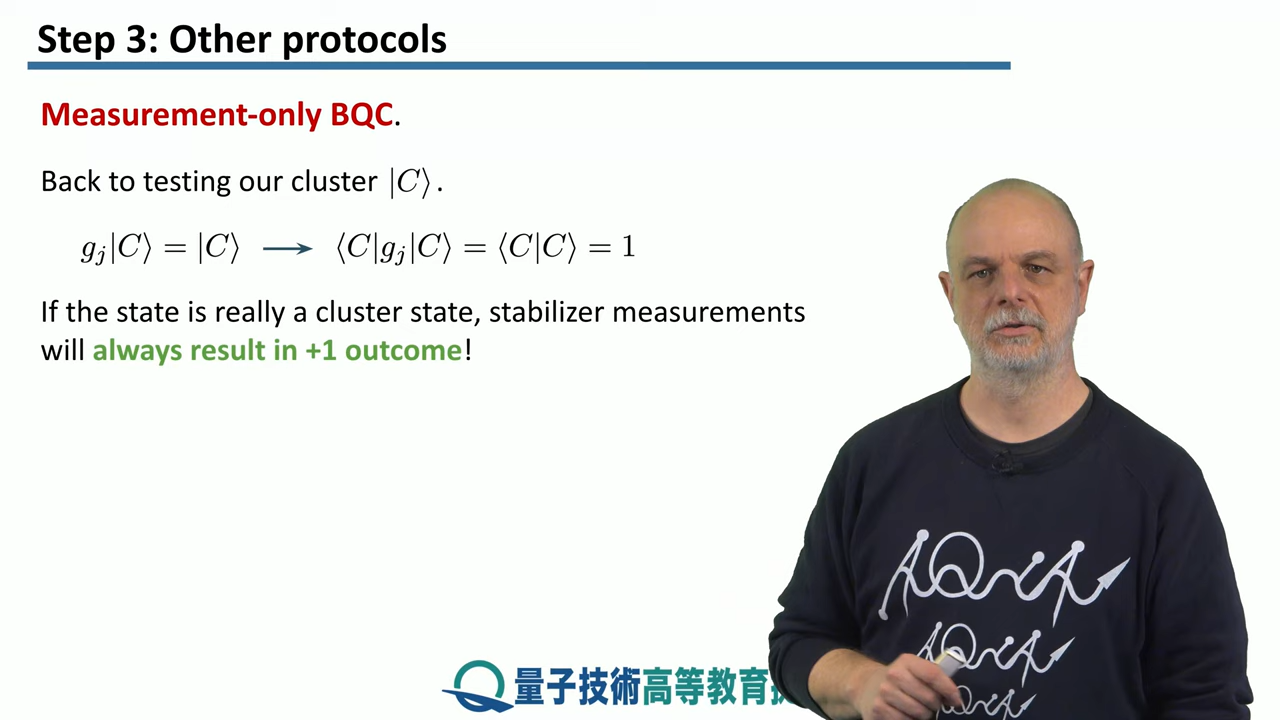 Step 3: Other protocols
Measurement-only BQC.
Back to testing our cluster |C⟩.
g_j|C⟩ = |C⟩ → ⟨C|g_j|C⟩ = ⟨C|C⟩ = 1
If the state is really a cluster state, stabilizer measurements
will always result in +1 outcome!
量子技術高等教育